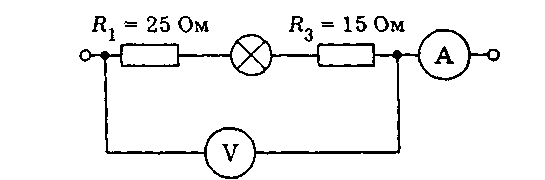 R₁ = 25 Ом R₃ = 15 Ом
A
V